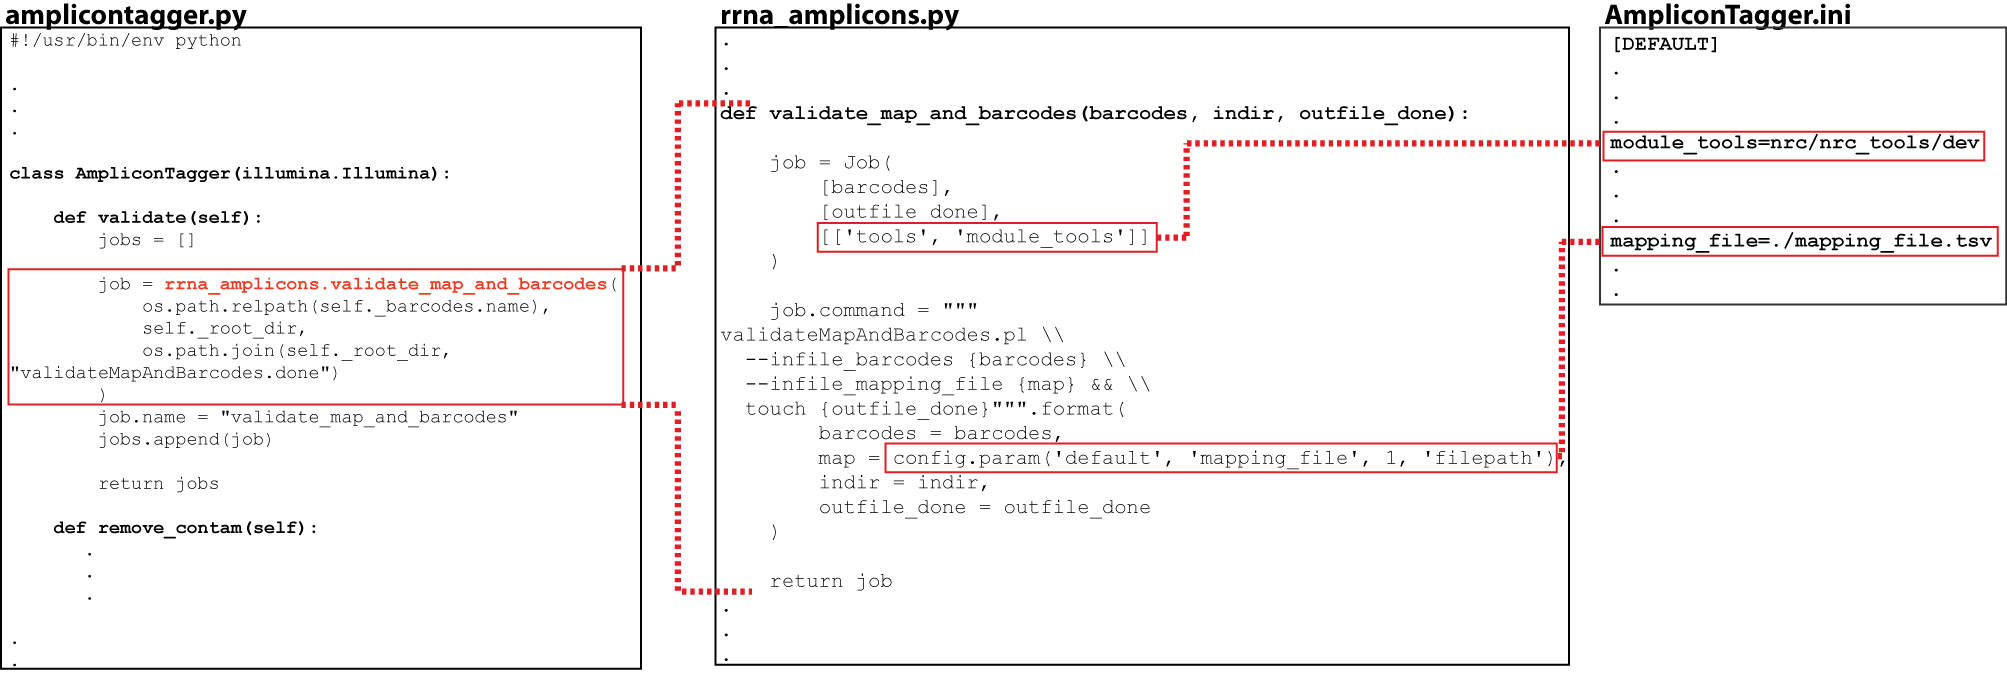 amplicontagger.py
#!/usr/bin/env python
.
.
.
class AmpliconTagger(illumina.Illumina):
    def validate(self):
        jobs = []
        job = rrna_amplicons.validate_map_and_barcodes(
            os.path.relpath(self._barcodes.name),
            self._root_dir,
            os.path.join(self._root_dir,
"validateMapAndBarcodes.done")
        )
        job.name = "validate_map_and_barcodes"
        jobs.append(job)
        return jobs
    def remove_contam(self):
       .
       .
       .
.
.
rrna_amplicons.py
.
.
.
def validate_map_and_barcodes(barcodes, indir, outfile_done):
    job = Job(
        [barcodes],
        [outfile_done],
        [['tools', 'module_tools']]
    )
    job.command = """
validateMapAndBarcodes.pl \\
  --infile_barcodes {barcodes} \\
  --infile_mapping_file {map} && \\
  touch {outfile_done}""".format(
        barcodes = barcodes,
        map = config.param('default', 'mapping_file', 1, 'filepath'),
        indir = indir,
        outfile_done = outfile_done
    )
    return job
.
.
.
AmpliconTagger.ini
[DEFAULT]
.
.
.
module_tools=nrc/nrc_tools/dev
.
.
.
mapping_file=./mapping_file.tsv
.
.